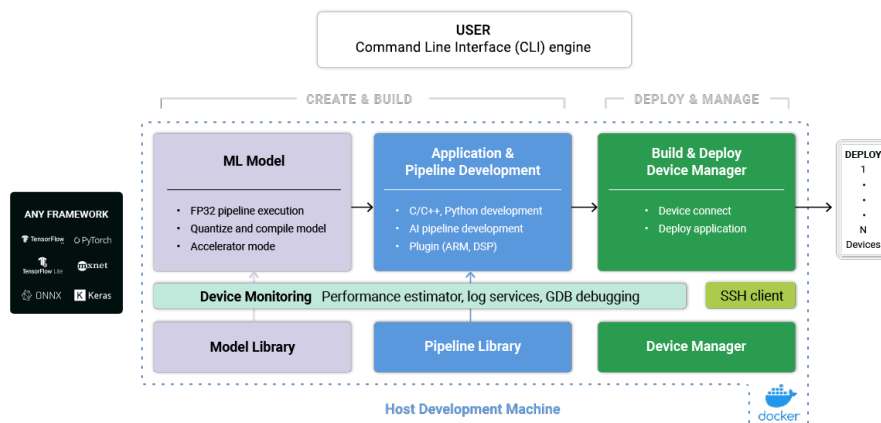 USER
Command Line Interface (CLI) engine
CREATE & BUILD
DEPLOY & MANAGE
ANY FRAMEWORK
TensorFlow
PyTorch
TensorFlow Lite
mxnet
ONNX
Keras
ML Model
• FP32 pipeline execution
• Quantize and compile model
• Accelerator mode
Application &
Pipeline Development
• C/C++, Python development
• AI pipeline development
• Plugin (ARM, DSP)
Build & Deploy
Device Manager
• Device connect
• Deploy application
DEPLOY
1
•
•
•
•
N
Devices
Device Monitoring Performance estimator, log services, GDB debugging
SSH client
Model Library
Pipeline Library
Device Manager
Host Development Machine
docker